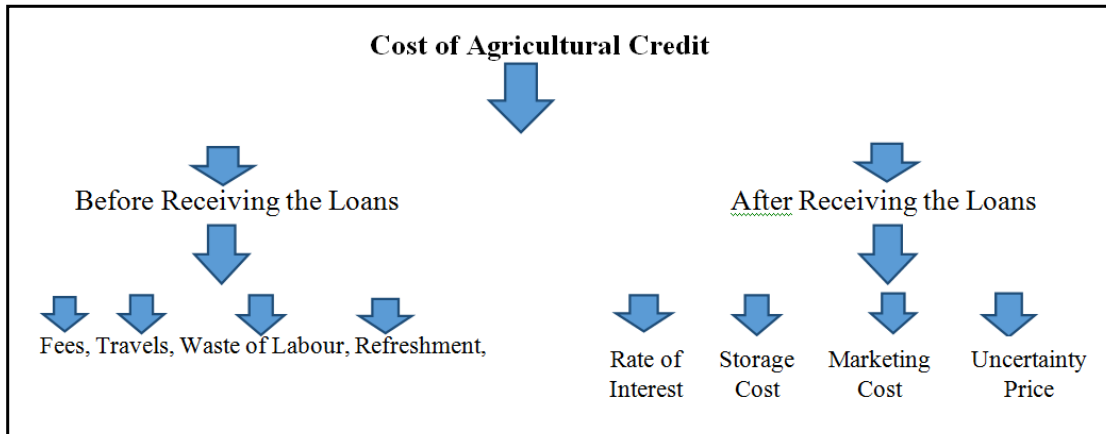 Cost of Agricultural Credit
Before Receiving the Loans
After Receiving the Loans
Fees, Travels, Waste of Labour, Refreshment,
Rate of Interest
Storage Cost
Marketing Cost
Uncertainty Price